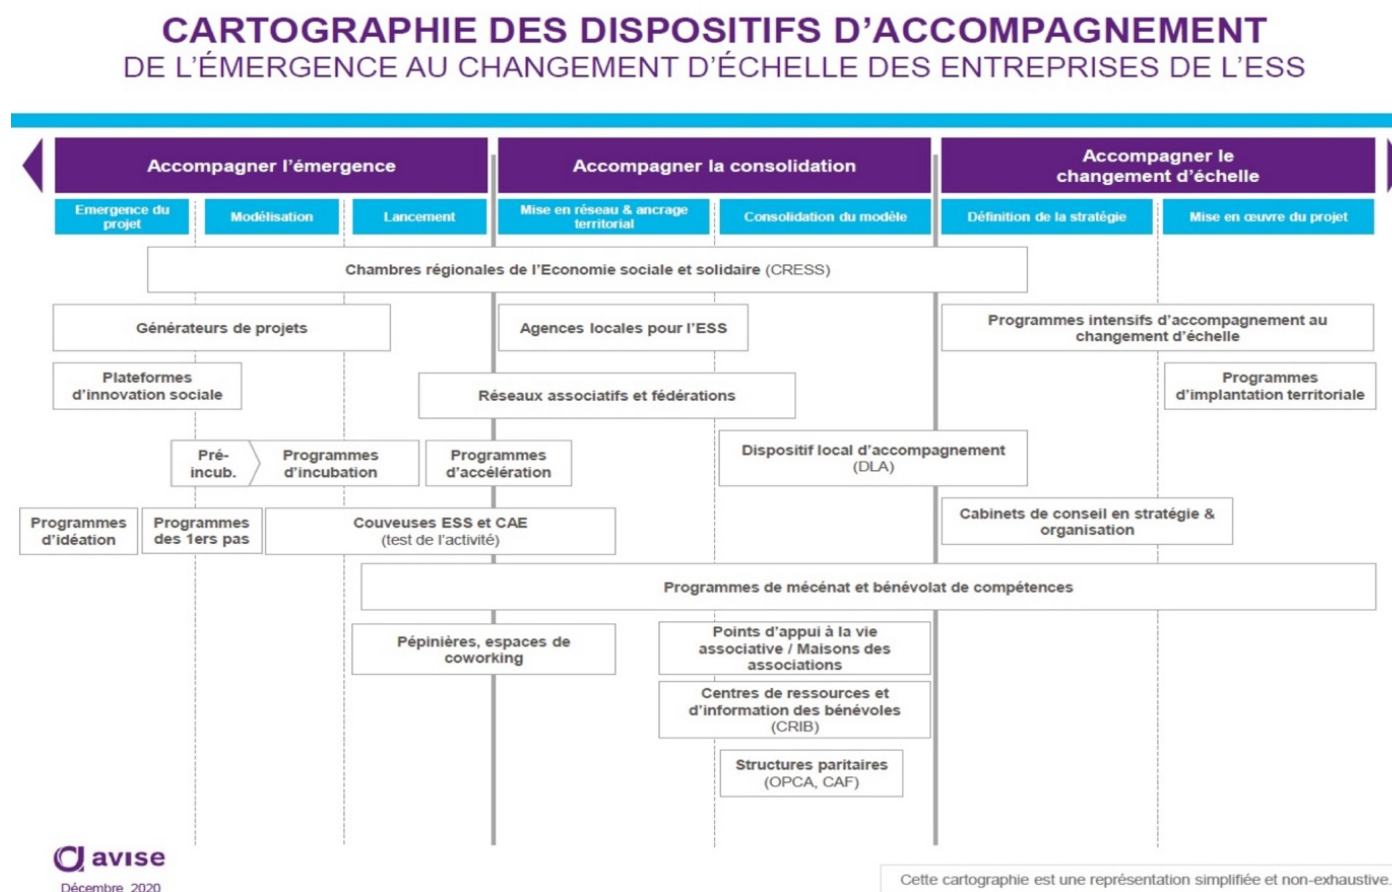 CARTOGRAPHIE DES DISPOSITIFS D'ACCOMPAGNEMENT
DE L'ÉMERGENCE AU CHANGEMENT D'ÉCHELLE DES ENTREPRISES DE L'ESS
Accompagner l'émergence
Accompagner la consolidation
Accompagner le
changement d'échelle
Emergence du
projet
Modélisation
Lancement
Mise en réseau & ancrage
territorial
Consolidation du modèle
Définition de la stratégie
Mise en œuvre du projet
Chambres régionales de l'Economie sociale et solidaire (CRESS)
Générateurs de projets
Agences locales pour l'ESS
Programmes intensifs d'accompagnement au
changement d'échelle
Plateformes
d'innovation sociale
Réseaux associatifs et fédérations
Programmes
d'implantation territoriale
Pré-
incub.
Programmes
d'incubation
Programmes
d'accélération
Dispositif local d'accompagnement
(DLA)
Programmes
d'idéation
Programmes
des 1ers pas
Couveuses ESS et CAE
(test de l'activité)
Cabinets de conseil en stratégie &
organisation
Programmes de mécénat et bénévolat de compétences
Pépinières, espaces de
coworking
Points d'appui à la vie
associative / Maisons des
associations
Centres de ressources et
d'information des bénévoles
(CRIB)
Structures paritaires
(OPCA, CAF)
avise
Décembre 2020
Cette cartographie est une représentation simplifiée et non-exhaustive.